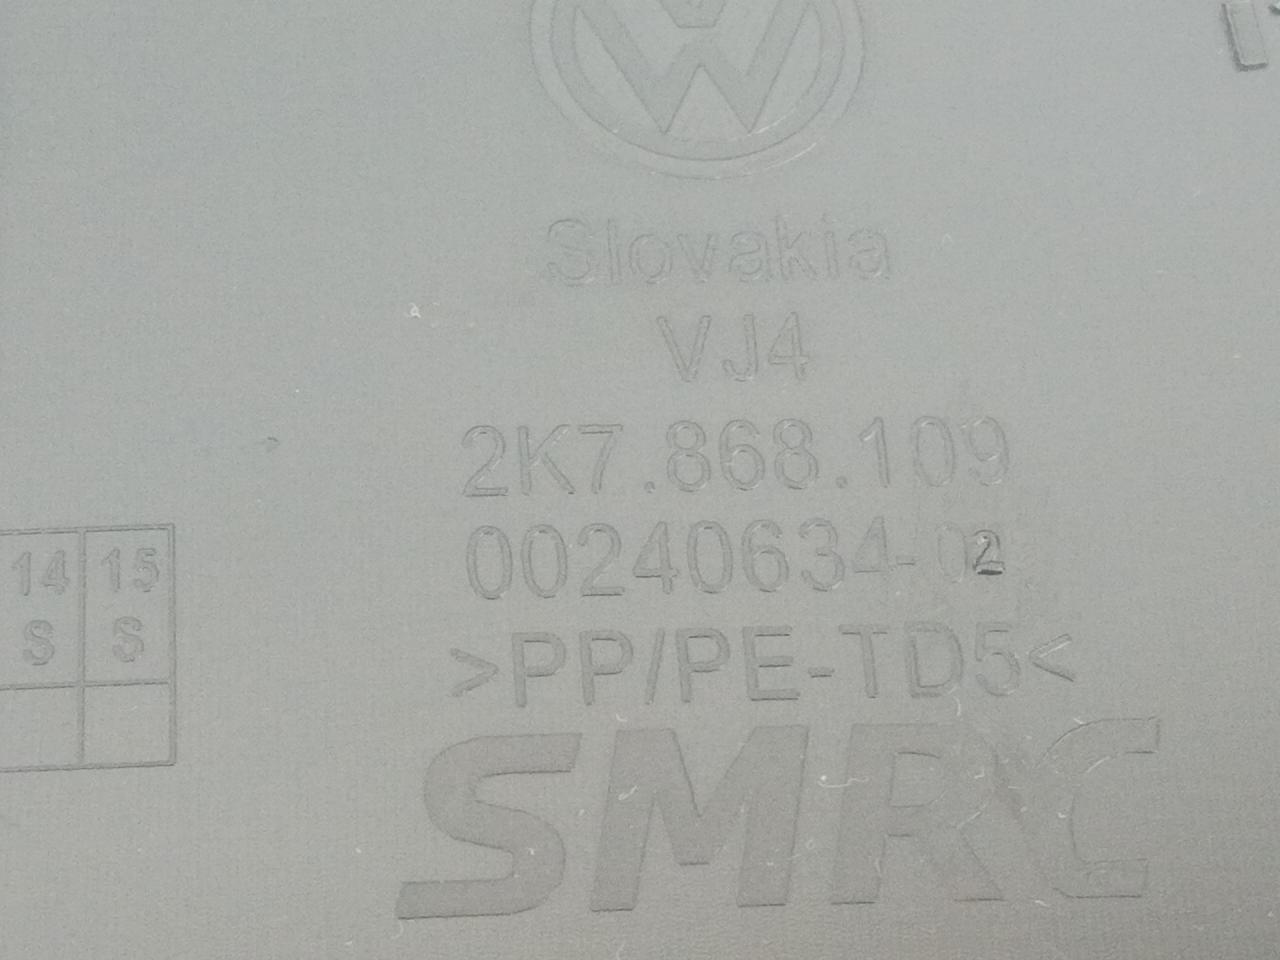 Slovakia
VJ4
2K7.868.109
00240634-02
>PP/PE-TD5<
14 15
S S
SMRC